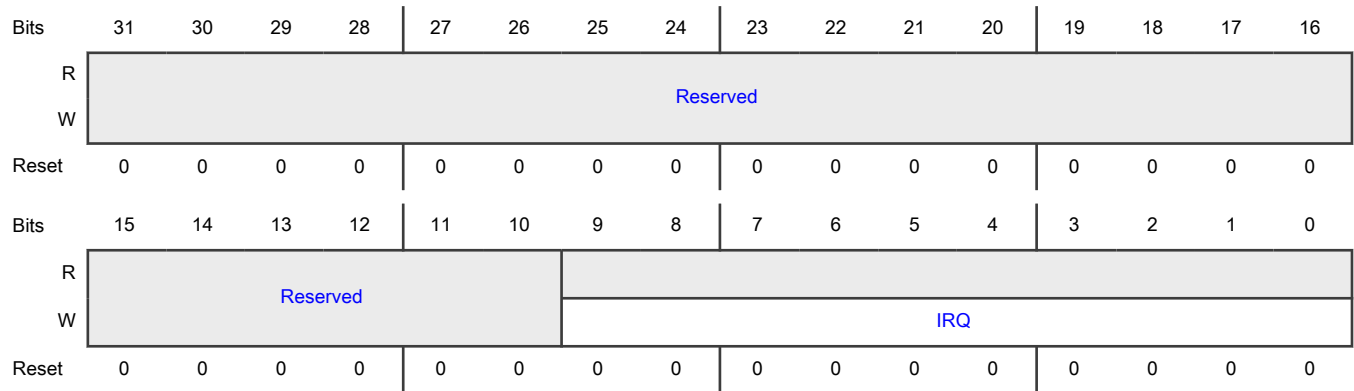 Bits 31 30 29 28 27 26 25 24 23 22 21 20 19 18 17 16
R
Reserved
W
Reset 0 0 0 0 0 0 0 0 0 0 0 0 0 0 0 0
Bits 15 14 13 12 11 10 9 8 7 6 5 4 3 2 1 0
R
Reserved
W IRQ
Reset 0 0 0 0 0 0 0 0 0 0 0 0 0 0 0 0